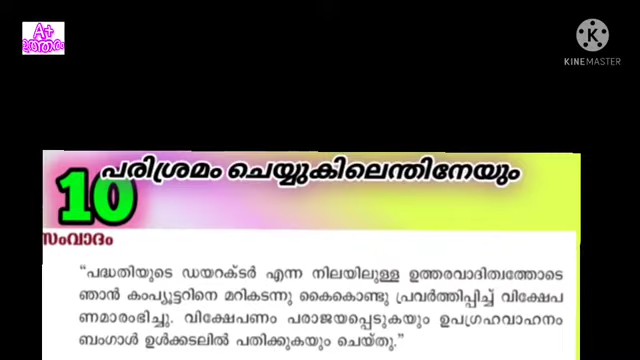 A+
KINEMASTER
പരിശ്രമം ചെയ്യുകിലെന്തിനേയും
10
സംവാദം
“പദ്ധതിയുടെ ഡയറക്ടർ എന്ന നിലയിലുള്ള ഉത്തരവാദിത്വത്തോടെ
ഞാൻ കംപ്യൂട്ടറിനെ മറികടന്നു കൈകൊണ്ടു പ്രവർത്തിപ്പിച്ച് വിക്ഷേപ
ണമാരംഭിച്ചു. വിക്ഷേപണം പരാജയപ്പെടുകയും ഉപഗ്രഹവാഹനം
ബംഗാൾ ഉൾക്കടലിൽ പതിക്കുകയും ചെയ്തു.”